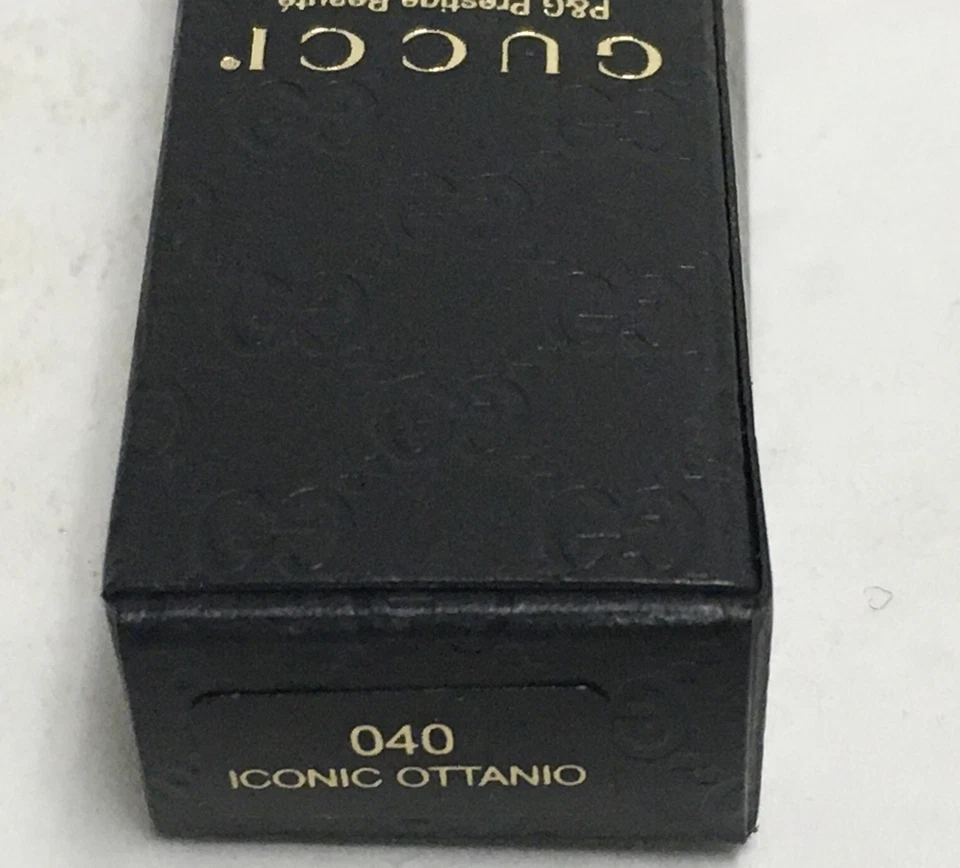 P&G Prestige Beauté
GUCCI
040
ICONIC OTTANIO